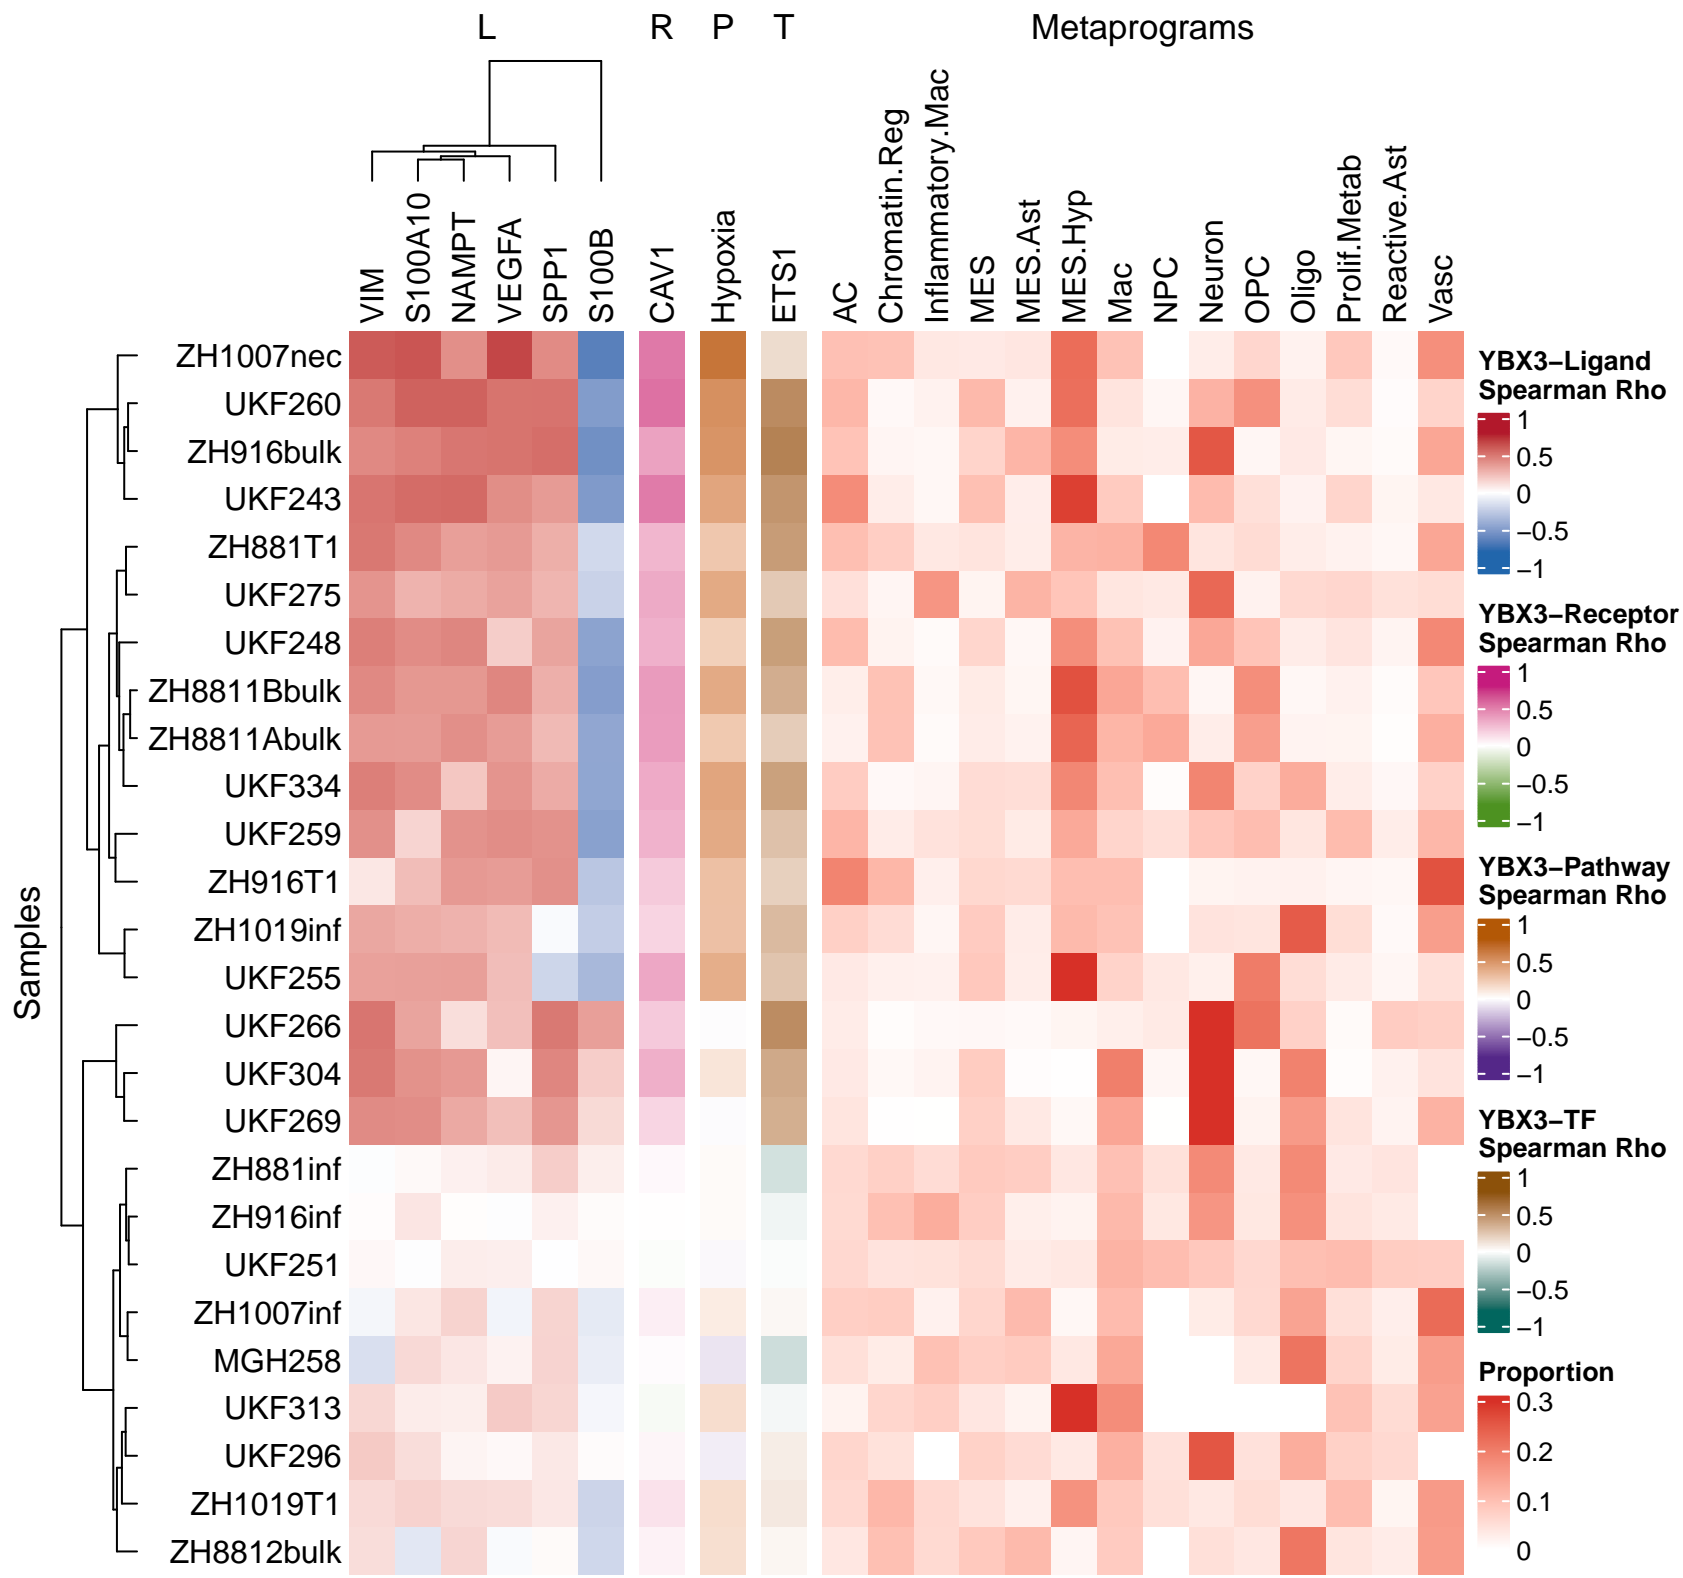 L R P T Metaprograms
VIM
S100A10
NAMPT
VEGFA
SPP1
S100B
CAV1
Hypoxia
ETS1
AC
Chromatin.Reg
Inflammatory.Mac
MES
MES.Ast
MES.Hyp
Mac
NPC
Neuron
OPC
Oligo
Prolif.Metab
Reactive.Ast
Vasc
Samples
ZH1007nec
UKF260
ZH916bulk
UKF243
ZH881T1
UKF275
UKF248
ZH8811Bbulk
ZH8811Abulk
UKF334
UKF259
ZH916T1
ZH1019inf
UKF255
UKF266
UKF304
UKF269
ZH881inf
ZH916inf
UKF251
ZH1007inf
MGH258
UKF313
UKF296
ZH1019T1
ZH8812bulk
YBX3−Ligand
Spearman Rho
1
0.5
0
−0.5
−1
YBX3−Receptor
Spearman Rho
1
0.5
0
−0.5
−1
YBX3−Pathway
Spearman Rho
1
0.5
0
−0.5
−1
YBX3−TF
Spearman Rho
1
0.5
0
−0.5
−1
Proportion
0.3
0.2
0.1
0